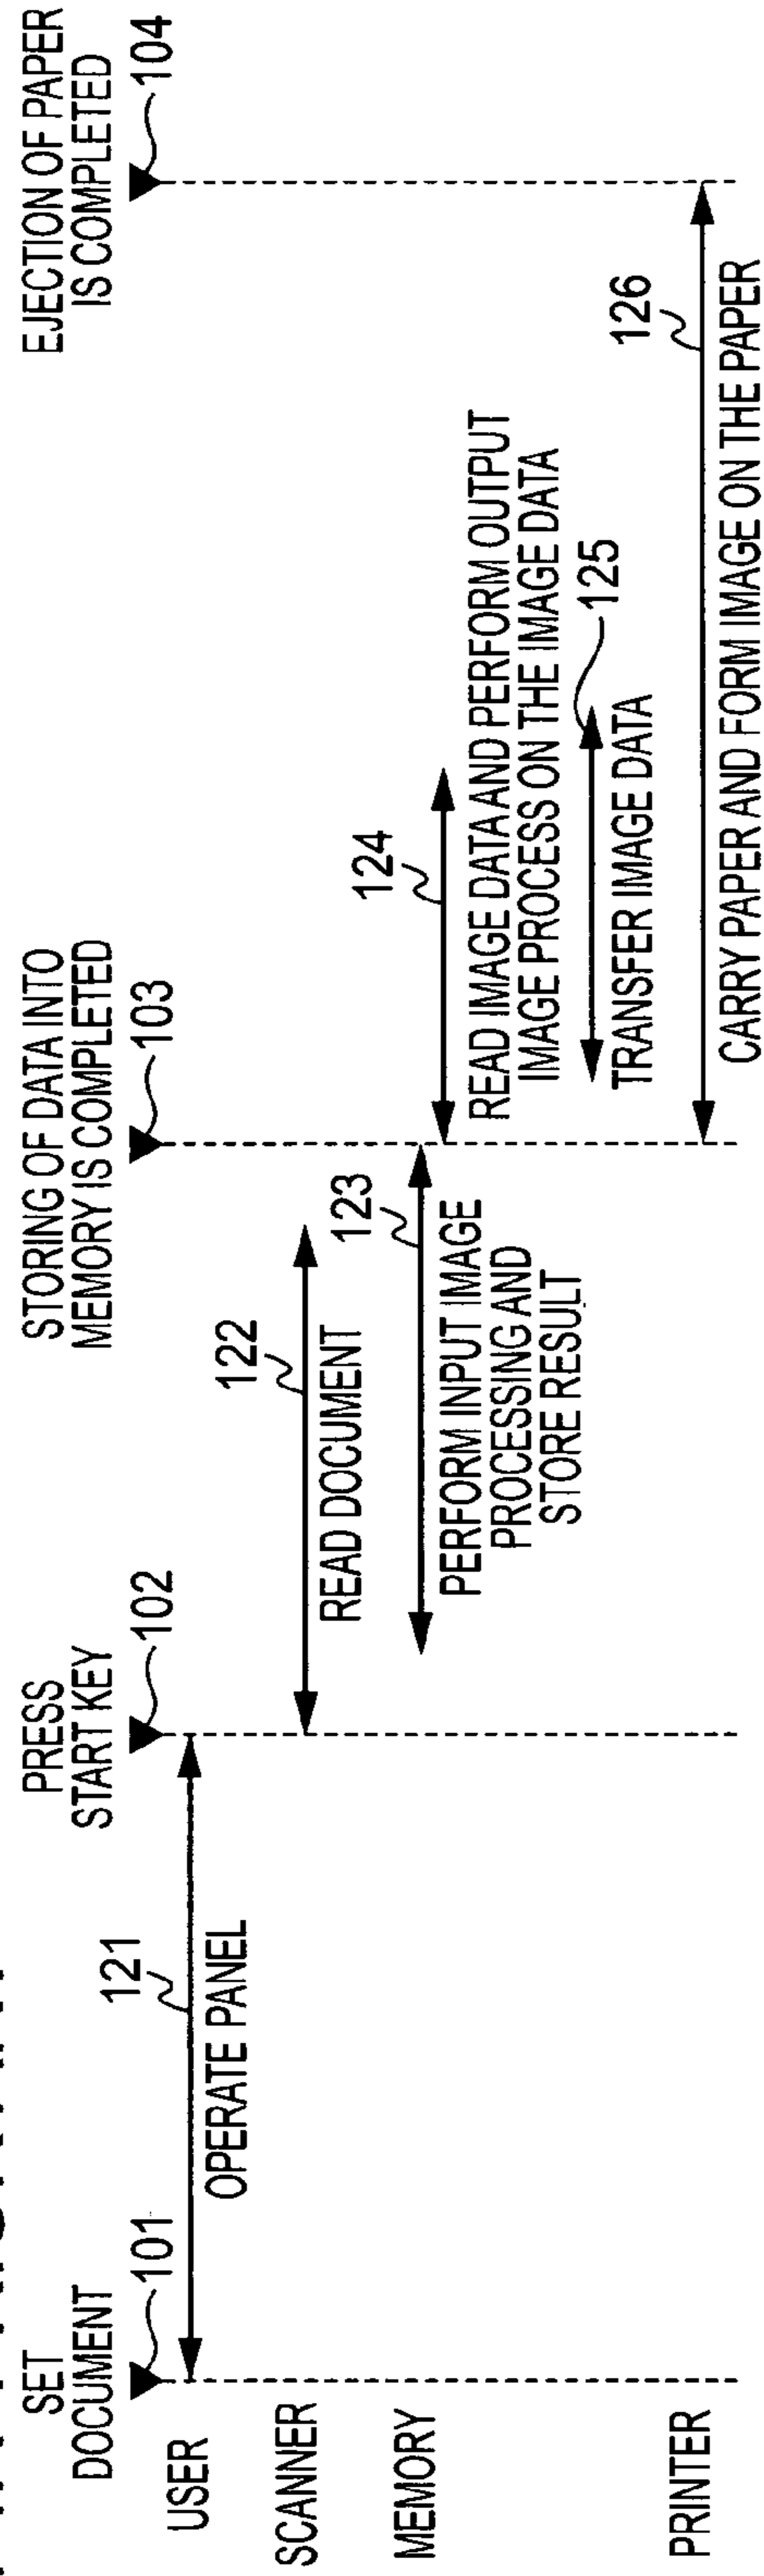 SET
DOCUMENT
101
PRESS
START KEY
102
STORING OF DATA INTO
MEMORY IS COMPLETED
103
EJECTION OF PAPER
IS COMPLETED
104
USER
121
OPERATE PANEL
SCANNER
122
READ DOCUMENT
MEMORY
123
PERFORM INPUT IMAGE
PROCESSING AND
STORE RESULT
124
READ IMAGE DATA AND PERFORM OUTPUT
IMAGE PROCESS ON THE IMAGE DATA
125
TRANSFER IMAGE DATA
PRINTER
126
CARRY PAPER AND FORM IMAGE ON THE PAPER